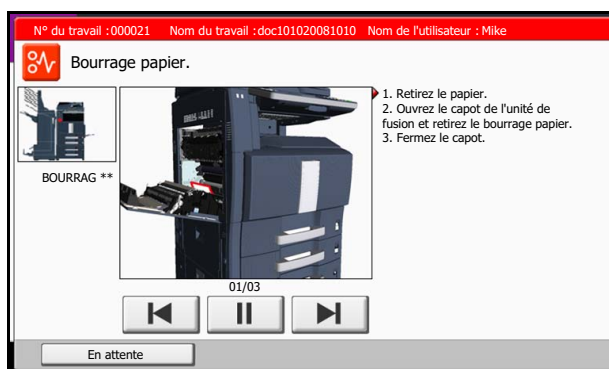 N° du travail : 000021 Nom du travail : doc101020081010 Nom de l'utilisateur : Mike
Bourrage papier.
BOURRAG **
01/03
1. Retirez le papier.
2. Ouvrez le capot de l'unité de
fusion et retirez le bourrage papier.
3. Fermez le capot.
En attente